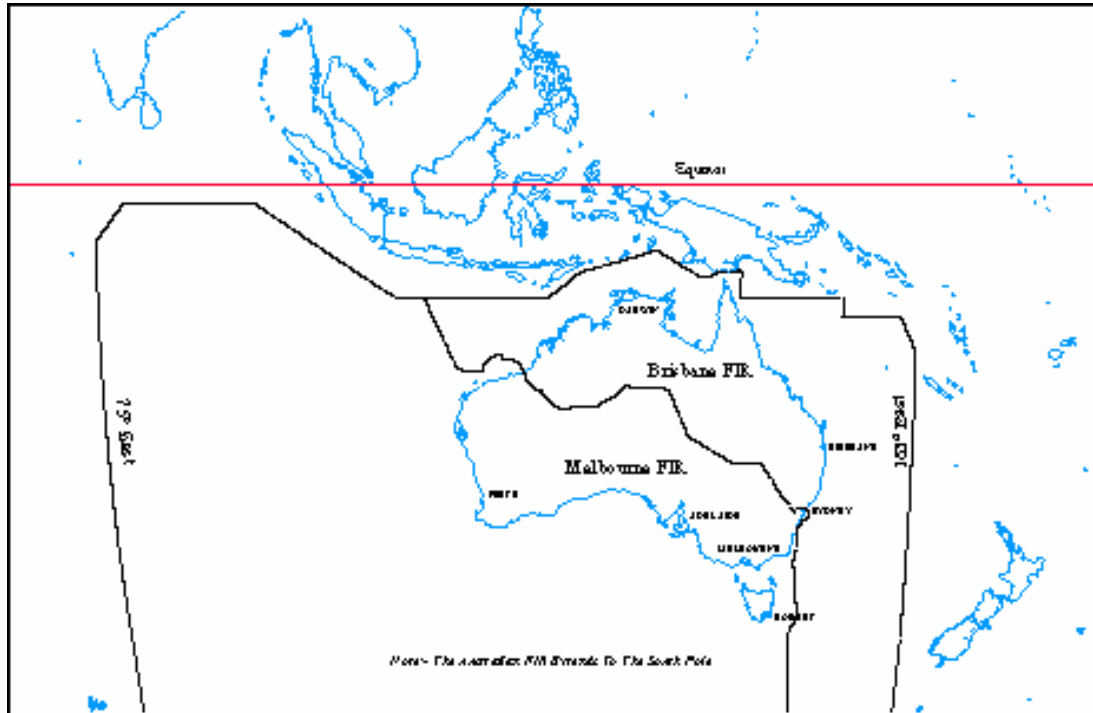 Equator
DARWIN
Brisbane FIR.
75° East
163° East
BRISBANE
Melbourne FIR.
PERTH
ADELAIDE
SYDNEY
MELBOURNE
HOBART
Note:- The Australian FIR Extends To The South Pole